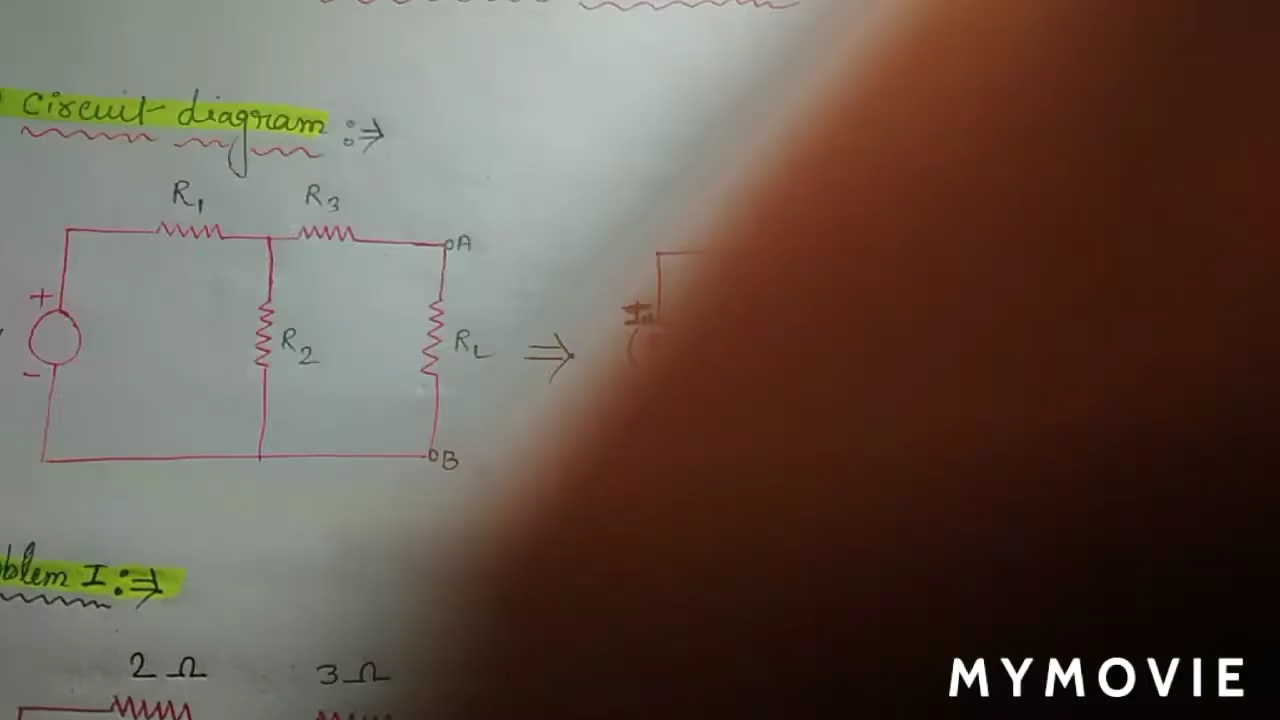 Circuit diagram :⇒
R1 R3
A
+
R2 RL ⇒
-
B
blem I :⇒
2 Ω 3 Ω
MYMOVIE